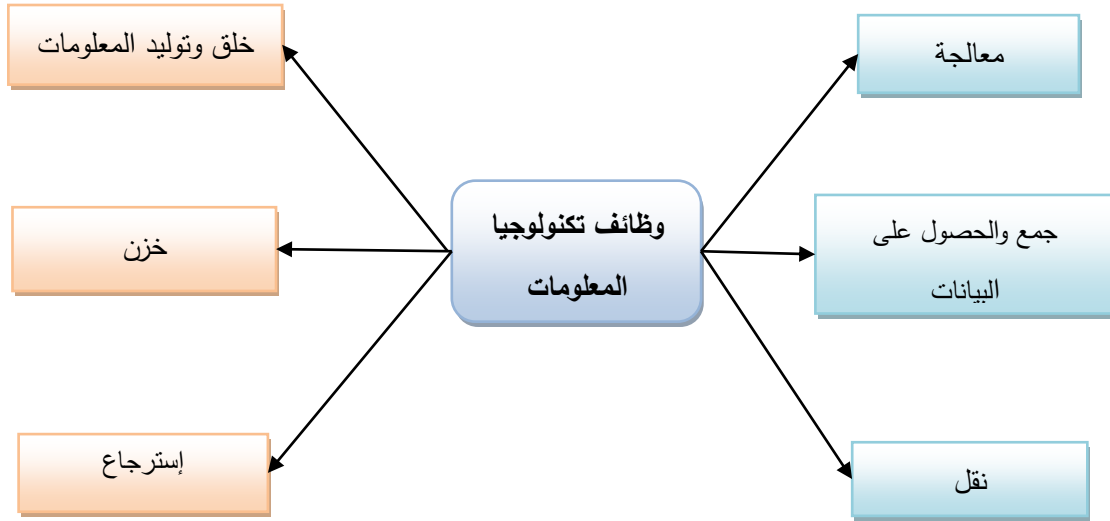 معالجة
خلق وتوليد المعلومات
وظائف تكنولوجيا
المعلومات
جمع والحصول على
البيانات
خزن
نقل
إسترجاع